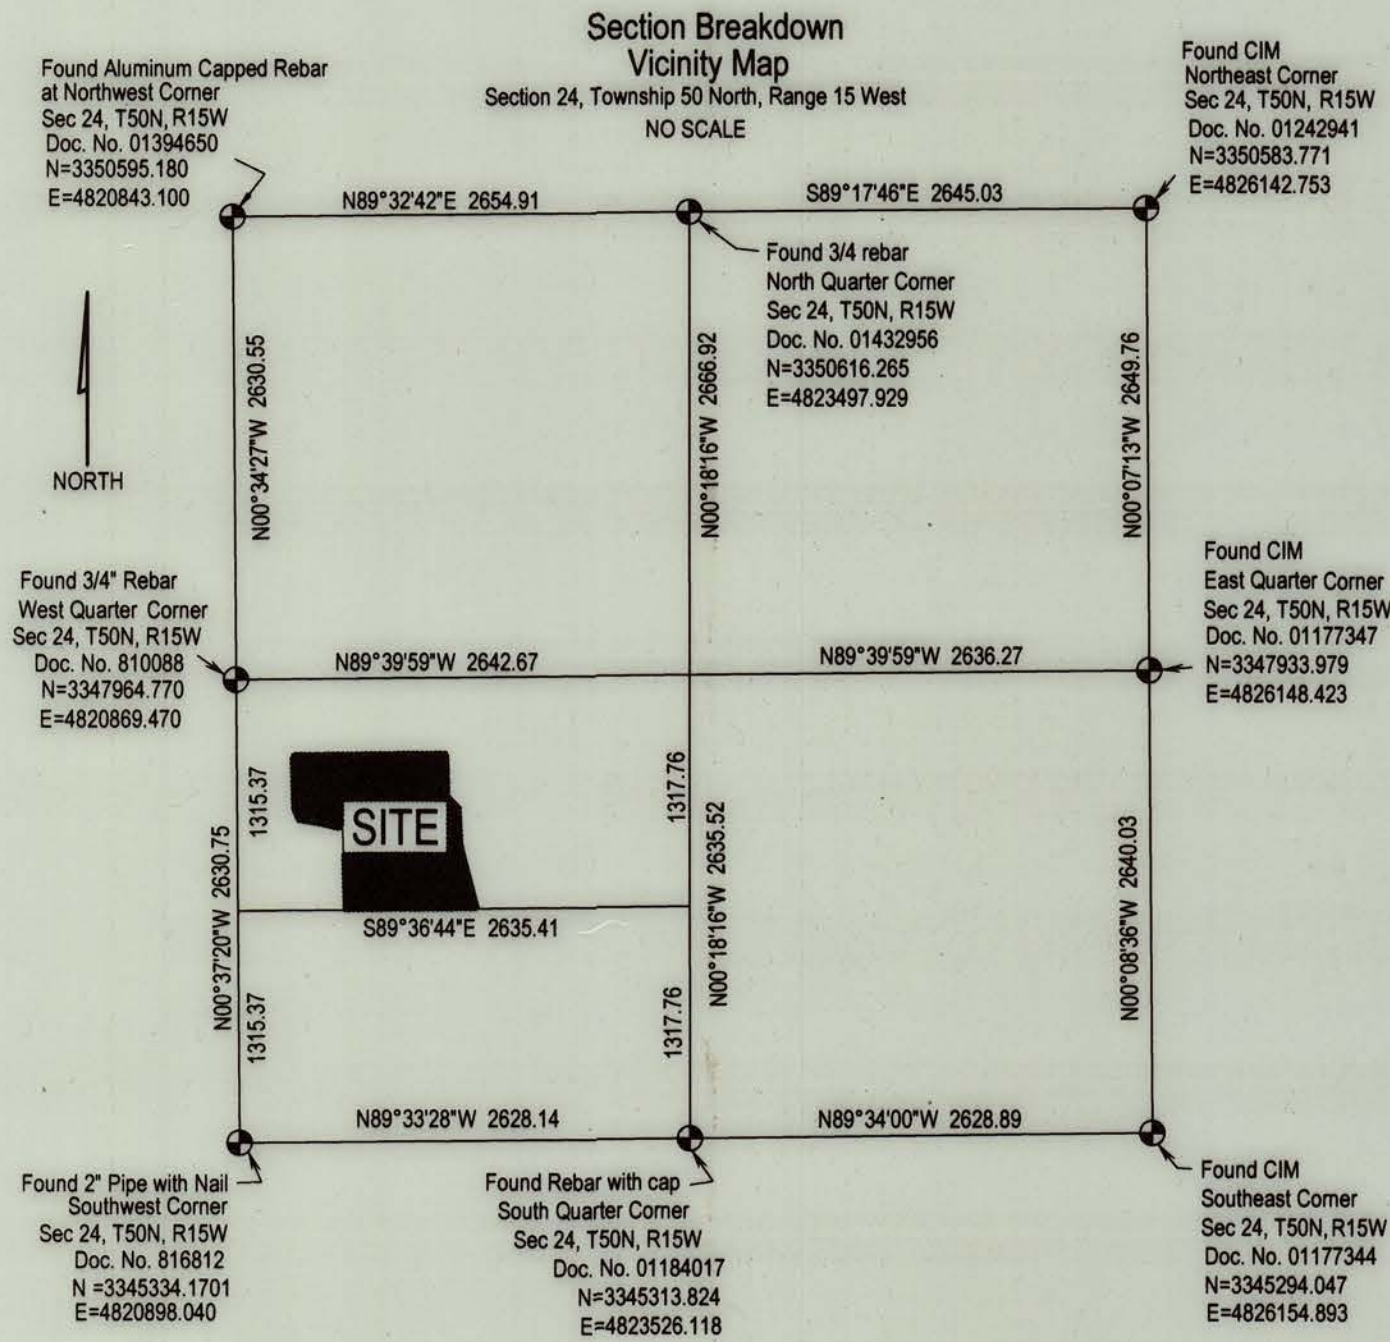 Section Breakdown
Vicinity Map
Section 24, Township 50 North, Range 15 West
NO SCALE
Found Aluminum Capped Rebar
at Northwest Corner
Sec 24, T50N, R15W
Doc. No. 01394650
N=3350595.180
E=4820843.100
Found CIM
Northeast Corner
Sec 24, T50N, R15W
Doc. No. 01242941
N=3350583.771
E=4826142.753
N89°32'42"E 2654.91
S89°17'46"E 2645.03
Found 3/4 rebar
North Quarter Corner
Sec 24, T50N, R15W
Doc. No. 01432956
N=3350616.265
E=4823497.929
NORTH
N00°34'27"W 2630.55
N00°18'16"W 2666.92
N00°07'13"W 2649.76
Found 3/4" Rebar
West Quarter Corner
Sec 24, T50N, R15W
Doc. No. 810088
N=3347964.770
E=4820869.470
Found CIM
East Quarter Corner
Sec 24, T50N, R15W
Doc. No. 01177347
N=3347933.979
E=4826148.423
N89°39'59"W 2642.67
N89°39'59"W 2636.27
1315.37
1317.76
SITE
N00°37'20"W 2630.75
N00°18'16"W 2635.52
N00°08'36"W 2640.03
S89°36'44"E 2635.41
1315.37
1317.76
N89°33'28"W 2628.14
N89°34'00"W 2628.89
Found 2" Pipe with Nail
Southwest Corner
Sec 24, T50N, R15W
Doc. No. 816812
N =3345334.1701
E=4820898.040
Found Rebar with cap
South Quarter Corner
Sec 24, T50N, R15W
Doc. No. 01184017
N=3345313.824
E=4823526.118
Found CIM
Southeast Corner
Sec 24, T50N, R15W
Doc. No. 01177344
N=3345294.047
E=4826154.893